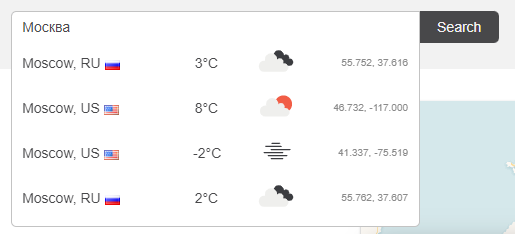 Москва Search
Moscow, RU 3°C 55.752, 37.616
Moscow, US 8°C 46.732, -117.000
Moscow, US -2°C 41.337, -75.519
Moscow, RU 2°C 55.762, 37.607